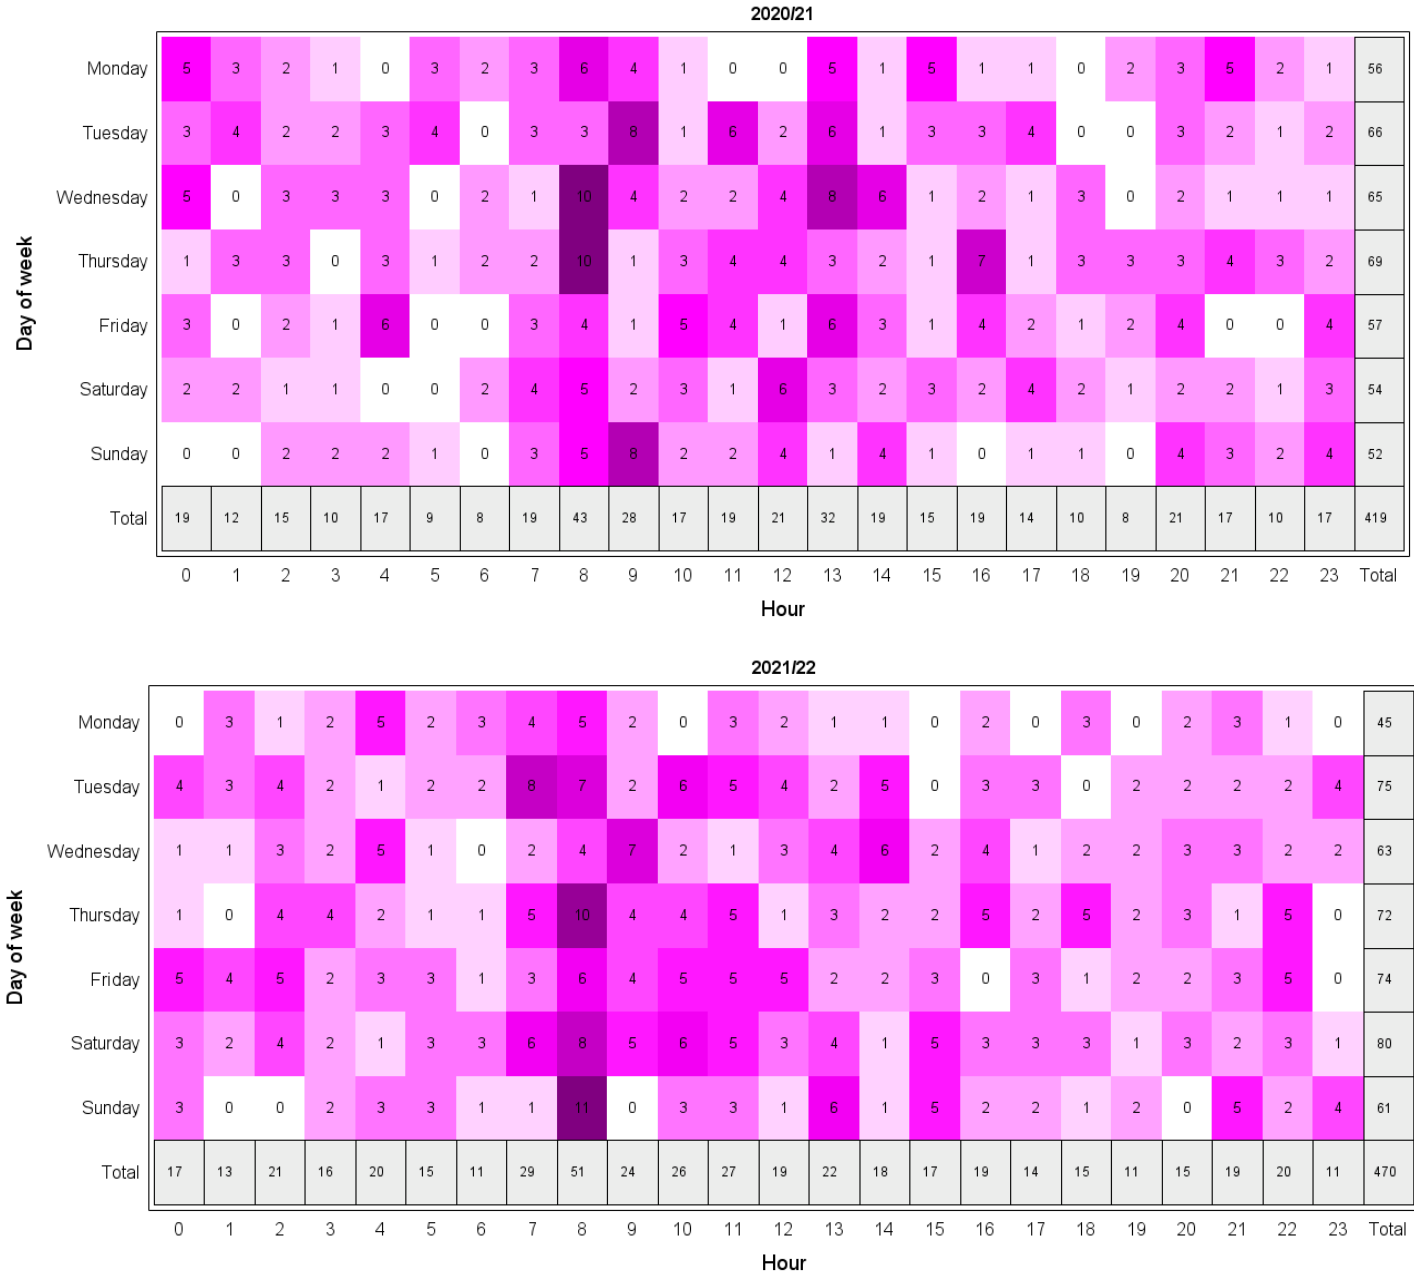 2020/21
Monday 5 3 2 1 0 3 2 3 6 4 1 0 0 5 1 5 1 1 0 2 3 5 2 1 56
Tuesday 3 4 2 2 3 4 0 3 3 8 1 6 2 6 1 3 3 4 0 0 3 2 1 2 66
Wednesday 5 0 3 3 3 0 2 1 10 4 2 2 4 8 6 1 2 1 3 0 2 1 1 1 65
Thursday 1 3 3 0 3 1 2 2 10 1 3 4 4 3 2 1 7 1 3 3 3 4 3 2 69
Friday 3 0 2 1 6 0 0 3 4 1 5 4 1 6 3 1 4 2 1 2 4 0 0 4 57
Saturday 2 2 1 1 0 0 2 4 5 2 3 1 6 3 2 3 2 4 2 1 2 2 1 3 54
Sunday 0 0 2 2 2 1 0 3 5 8 2 2 4 1 4 1 0 1 1 0 4 3 2 4 52
Total 19 12 15 10 17 9 8 19 43 28 17 19 21 32 19 15 19 14 10 8 21 17 10 17 419
0 1 2 3 4 5 6 7 8 9 10 11 12 13 14 15 16 17 18 19 20 21 22 23 Total
Hour
Day of week
2021/22
Monday 0 3 1 2 5 2 3 4 5 2 0 3 2 1 1 0 2 0 3 0 2 3 1 0 45
Tuesday 4 3 4 2 1 2 2 8 7 2 6 5 4 2 5 0 3 3 0 2 2 2 2 4 75
Wednesday 1 1 3 2 5 1 0 2 4 7 2 1 3 4 6 2 4 1 2 2 3 3 2 2 63
Thursday 1 0 4 4 2 1 1 5 10 4 4 5 1 3 2 2 5 2 5 2 3 1 5 0 72
Friday 5 4 5 2 3 3 1 3 6 4 5 5 5 2 2 3 0 3 1 2 2 3 5 0 74
Saturday 3 2 4 2 1 3 3 6 8 5 6 5 3 4 1 5 3 3 3 1 3 2 3 1 80
Sunday 3 0 0 2 3 3 1 1 11 0 3 3 1 6 1 5 2 2 1 2 0 5 2 4 61
Total 17 13 21 16 20 15 11 29 51 24 26 27 19 22 18 17 19 14 15 11 15 19 20 11 470
0 1 2 3 4 5 6 7 8 9 10 11 12 13 14 15 16 17 18 19 20 21 22 23 Total
Hour
Day of week